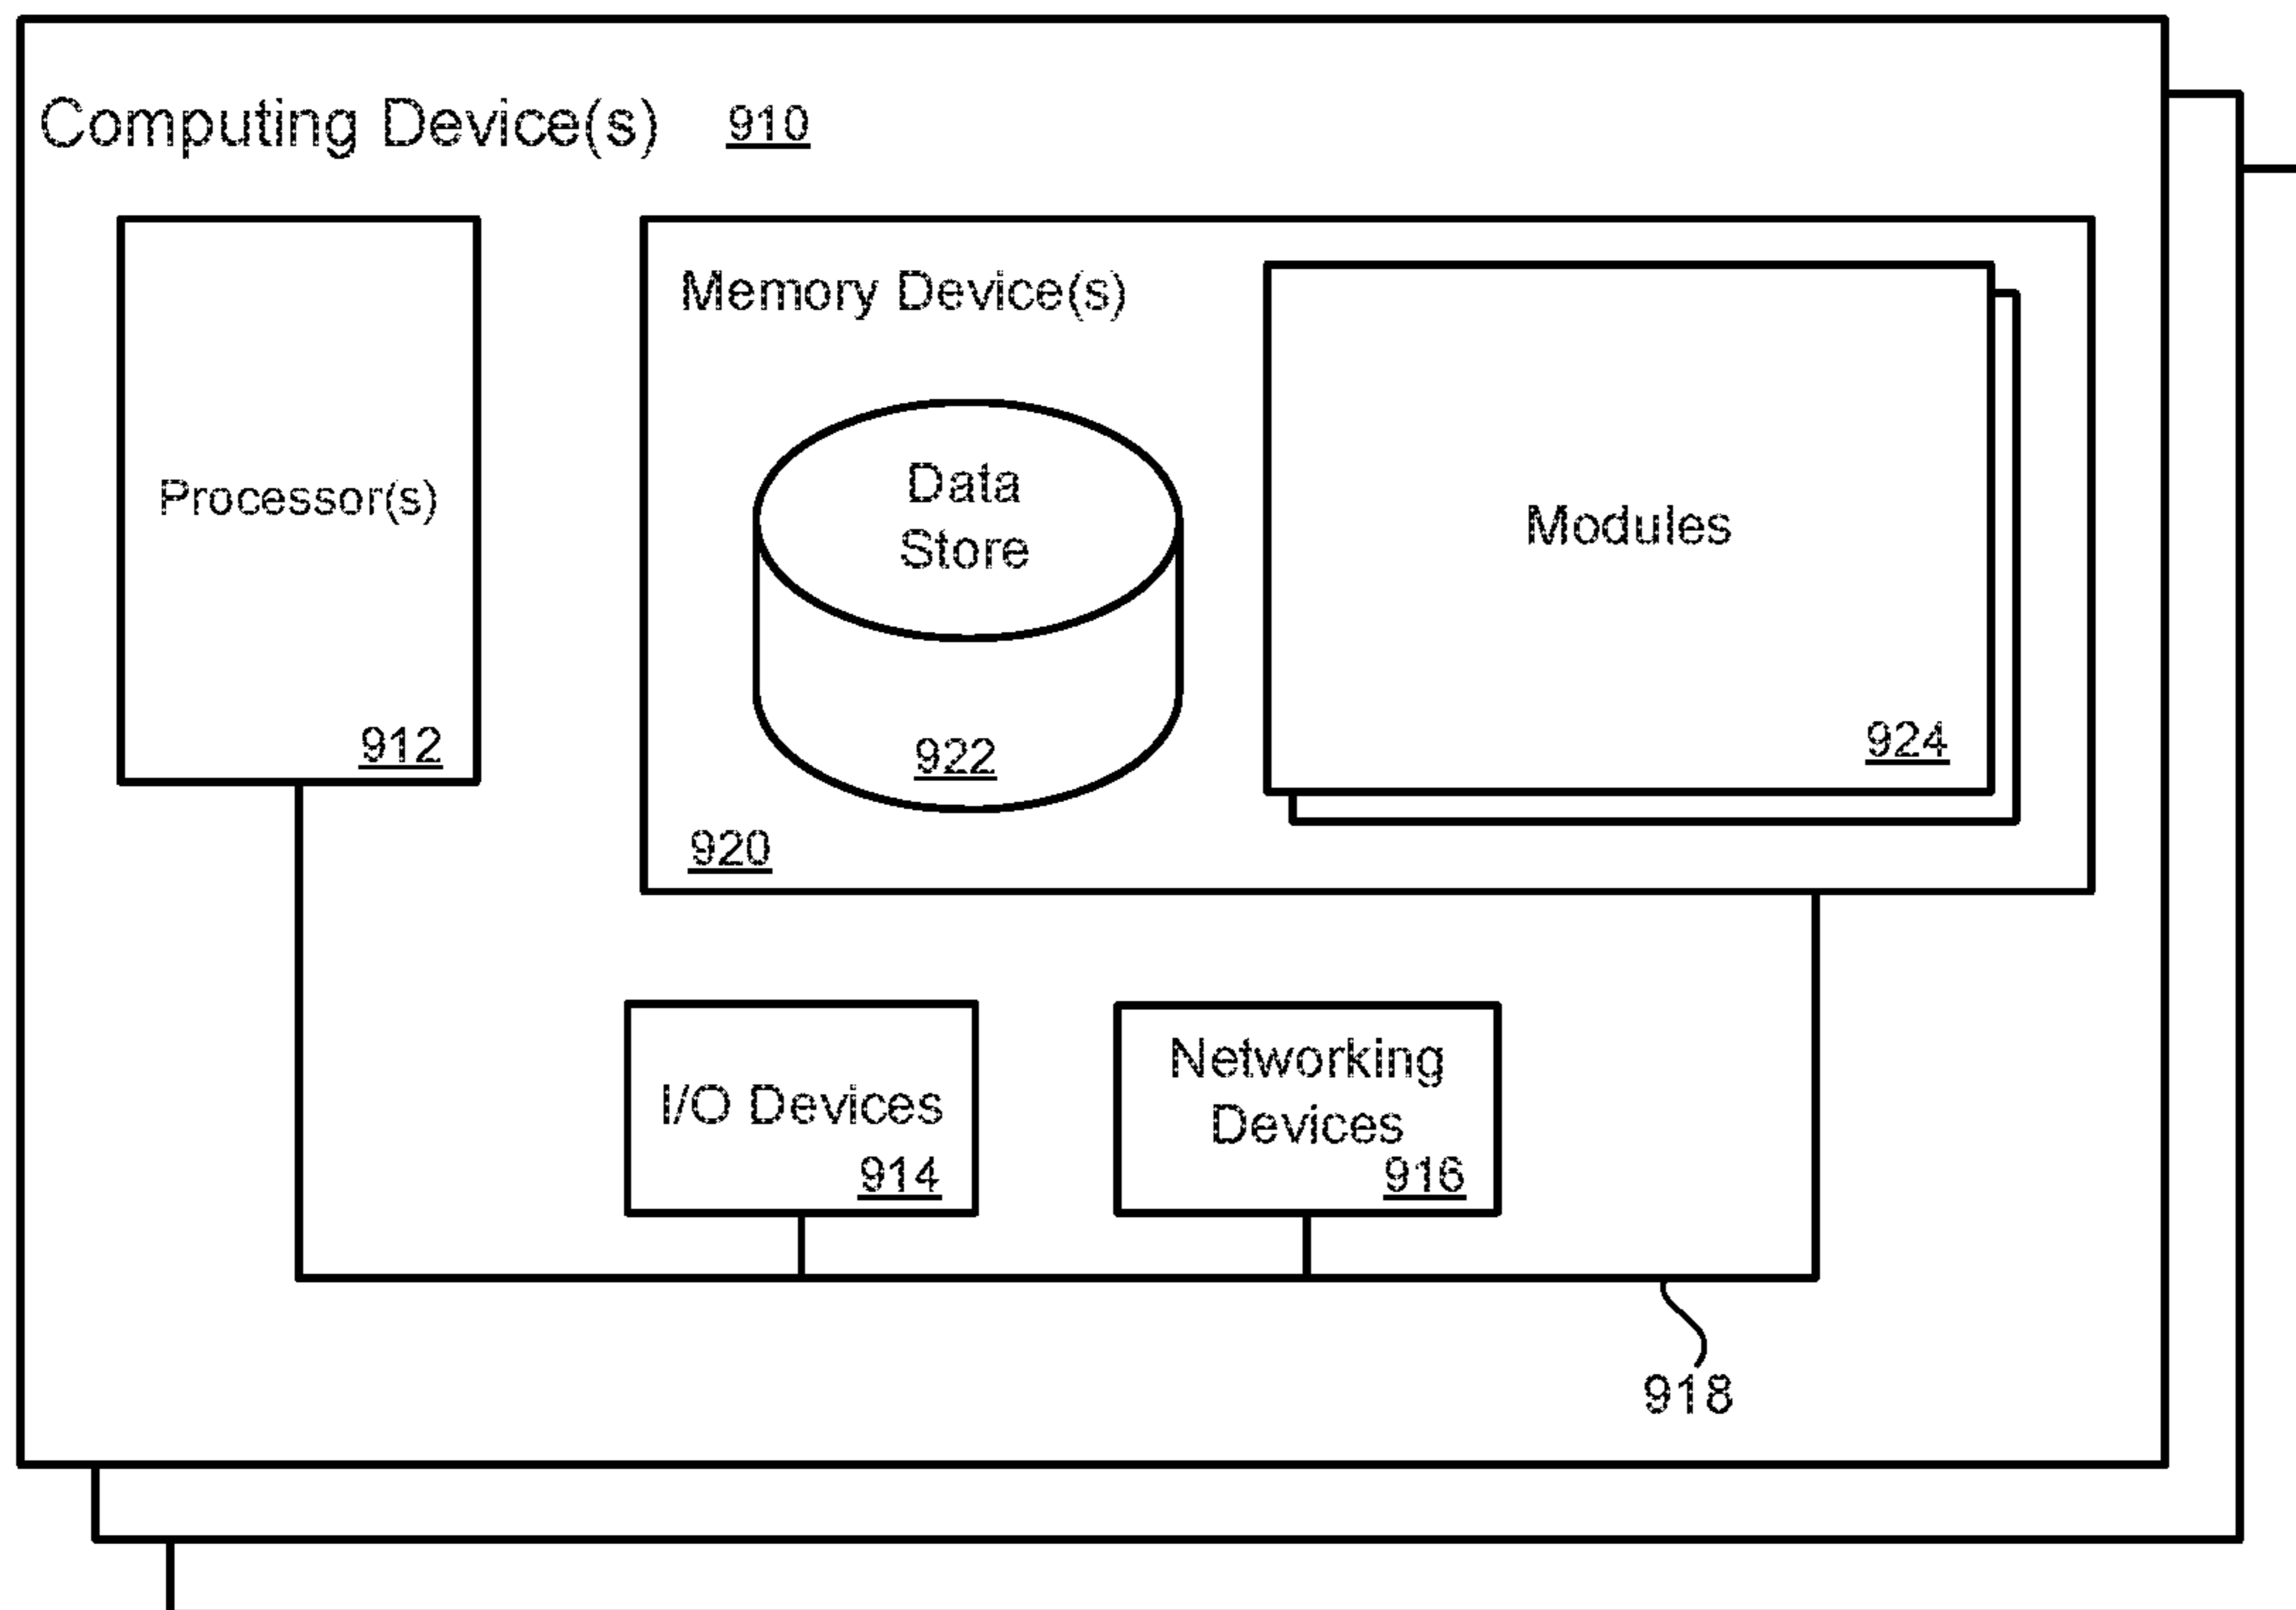 Computing Device(s) 910
Memory Device(s)
Processor(s)
912
Data
Store
922
Modules
924
920
I/O Devices
914
Networking
Devices
916
918